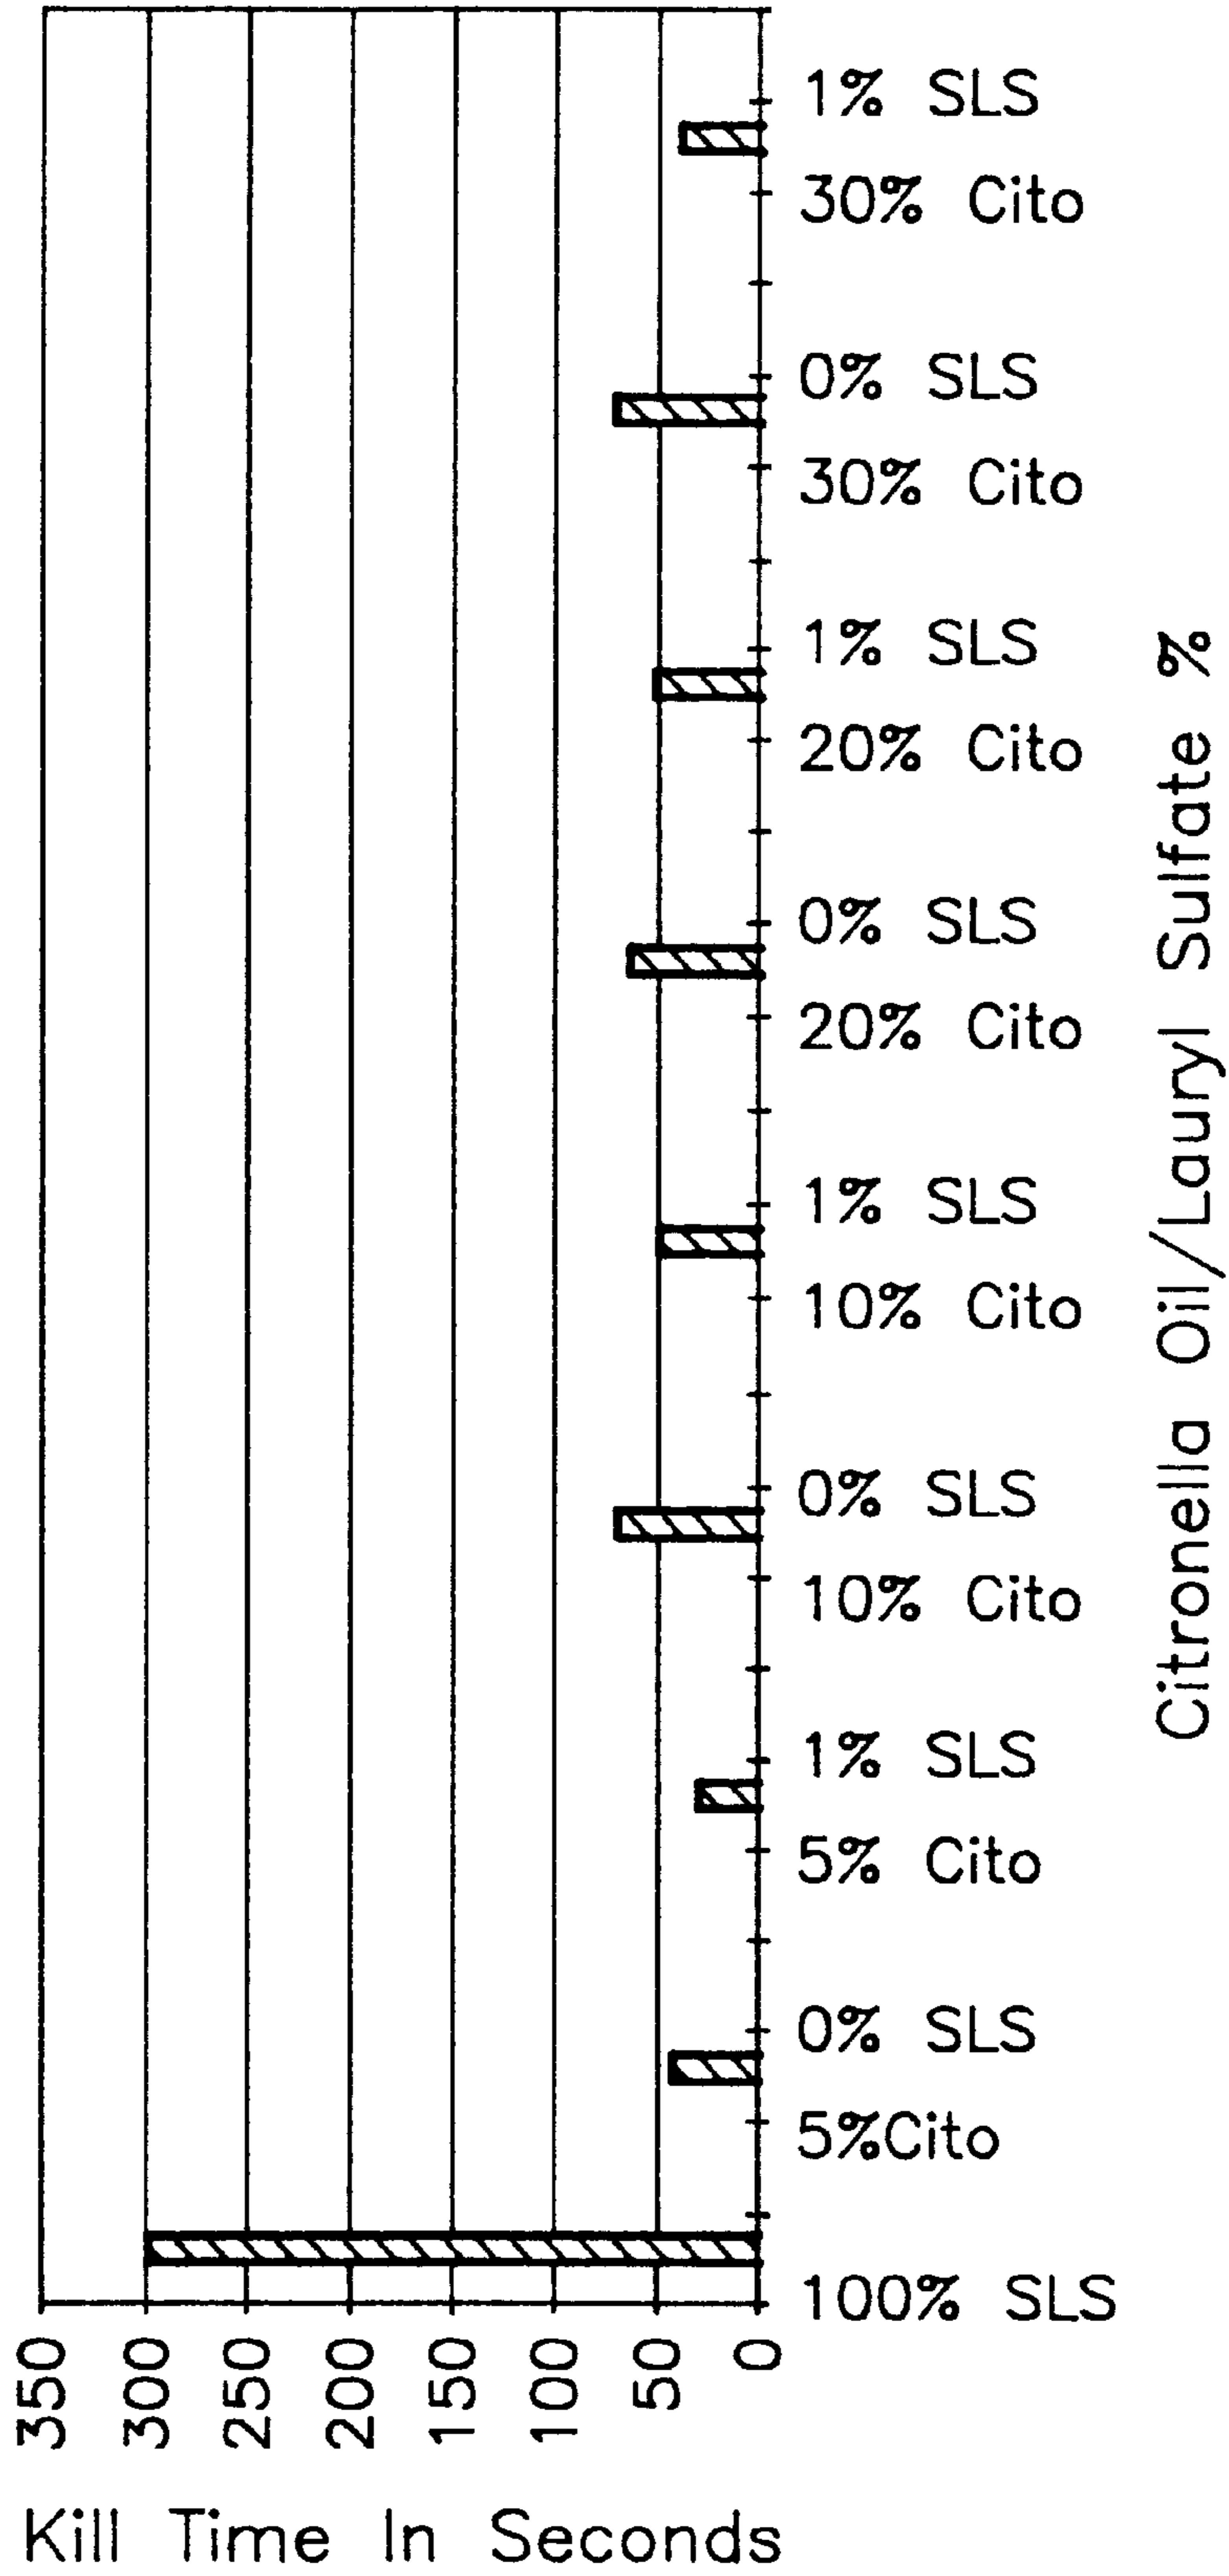 Kill Time In Seconds
350
300
250
200
150
100
50
0
100% SLS
5%Cito
0% SLS
5% Cito
1% SLS
10% Cito
0% SLS
10% Cito
1% SLS
20% Cito
0% SLS
20% Cito
1% SLS
30% Cito
0% SLS
30% Cito
1% SLS
Citronella Oil/Lauryl Sulfate %